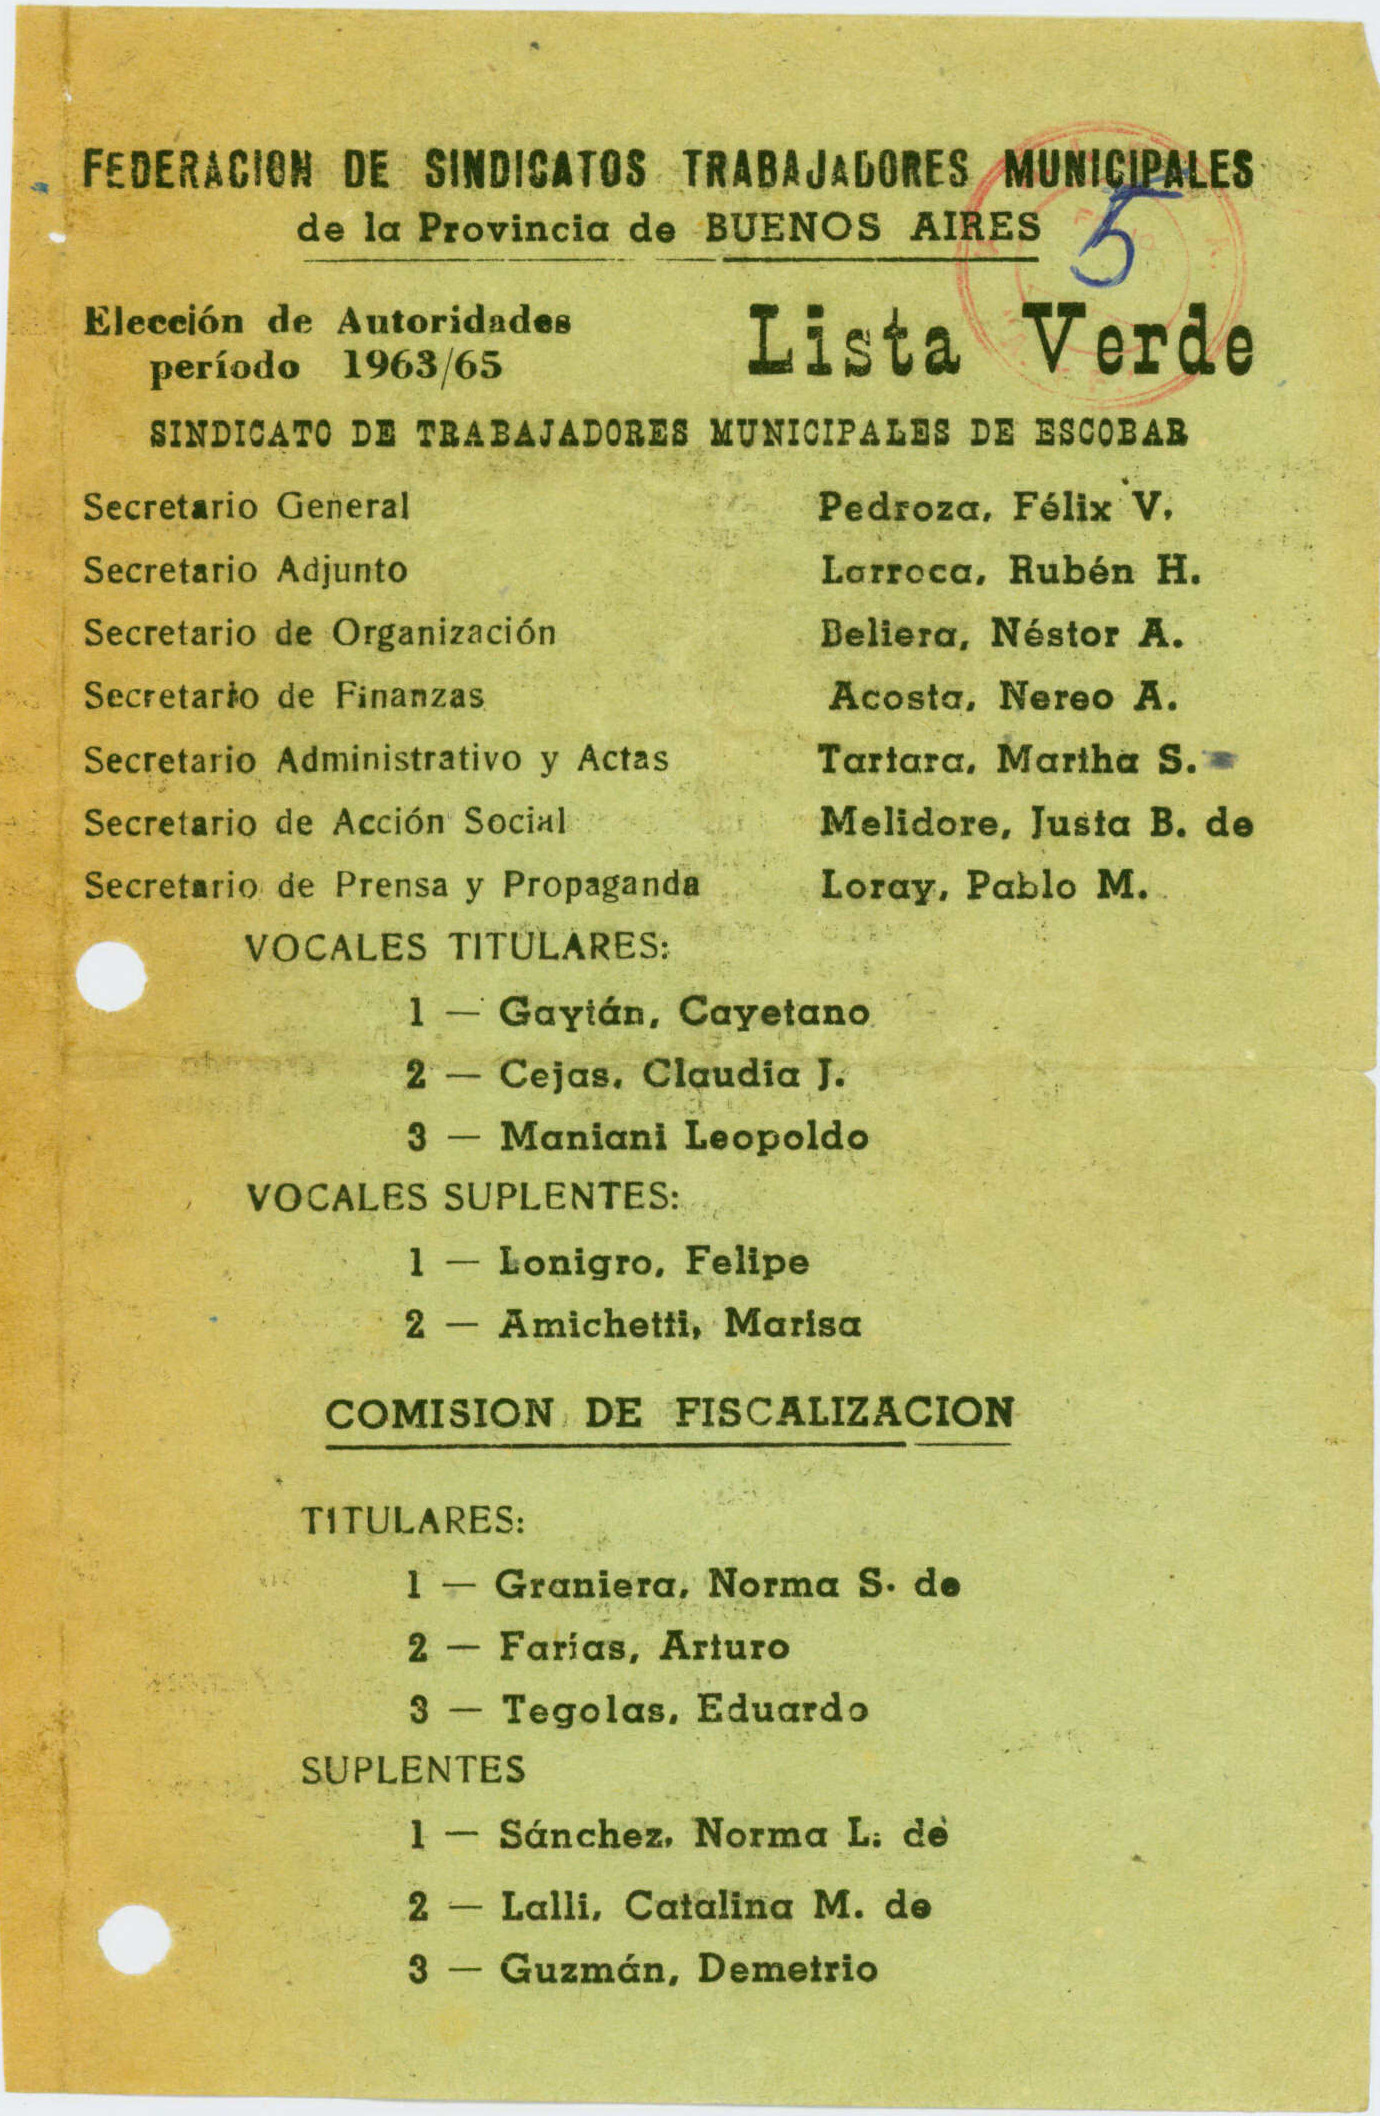 FEDERACION DE SINDICATOS TRABAJADORES MUNICIPALES
de la Provincia de BUENOS AIRES
5
Elección de Autoridades
período 1963/65
Lista Verde
SINDICATO DE TRABAJADORES MUNICIPALES DE ESCOBAR
Secretario General Pedroza, Félix V.
Secretario Adjunto Larroca, Rubén H.
Secretario de Organización Beliera, Néstor A.
Secretario de Finanzas Acosta, Nereo A.
Secretario Administrativo y Actas Tartara, Martha S.
Secretario de Acción Social Melidore, Justa B. de
Secretario de Prensa y Propaganda Loray, Pablo M.
VOCALES TITULARES:
1 — Gaytán, Cayetano
2 — Cejas, Claudia J.
3 — Maniani Leopoldo
VOCALES SUPLENTES:
1 — Lonigro, Felipe
2 — Amichetti, Marisa
COMISION DE FISCALIZACION
TITULARES:
1 — Graniera, Norma S. de
2 — Farías, Arturo
3 — Tegolas, Eduardo
SUPLENTES
1 — Sánchez, Norma L. de
2 — Lalli, Catalina M. de
3 — Guzmán, Demetrio